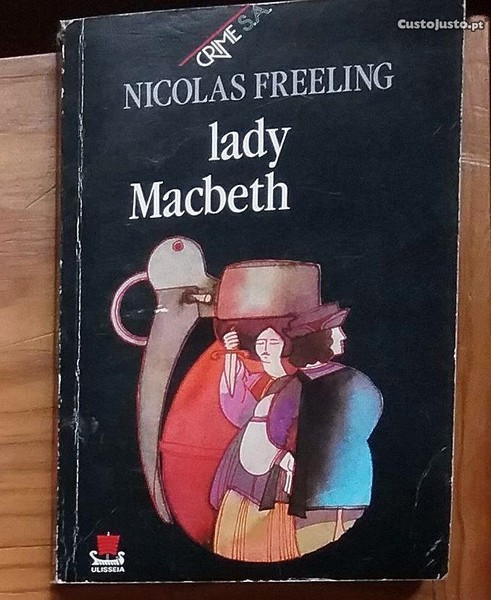 CustoJusto.pt
CRIME S.A.
NICOLAS FREELING
lady
Macbeth
ULISSEIA